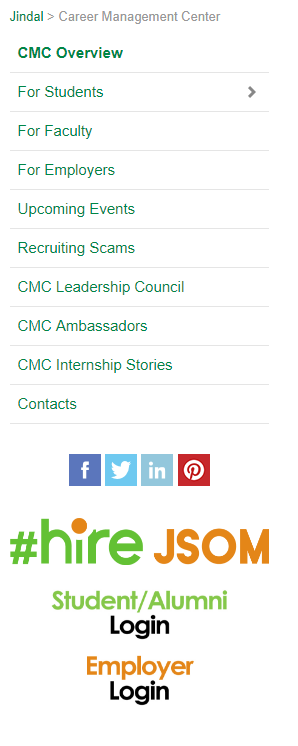 Jindal > Career Management Center
CMC Overview
For Students
For Faculty
For Employers
Upcoming Events
Recruiting Scams
CMC Leadership Council
CMC Ambassadors
CMC Internship Stories
Contacts
#hire JSOM
Student/Alumni
Login
Employer
Login